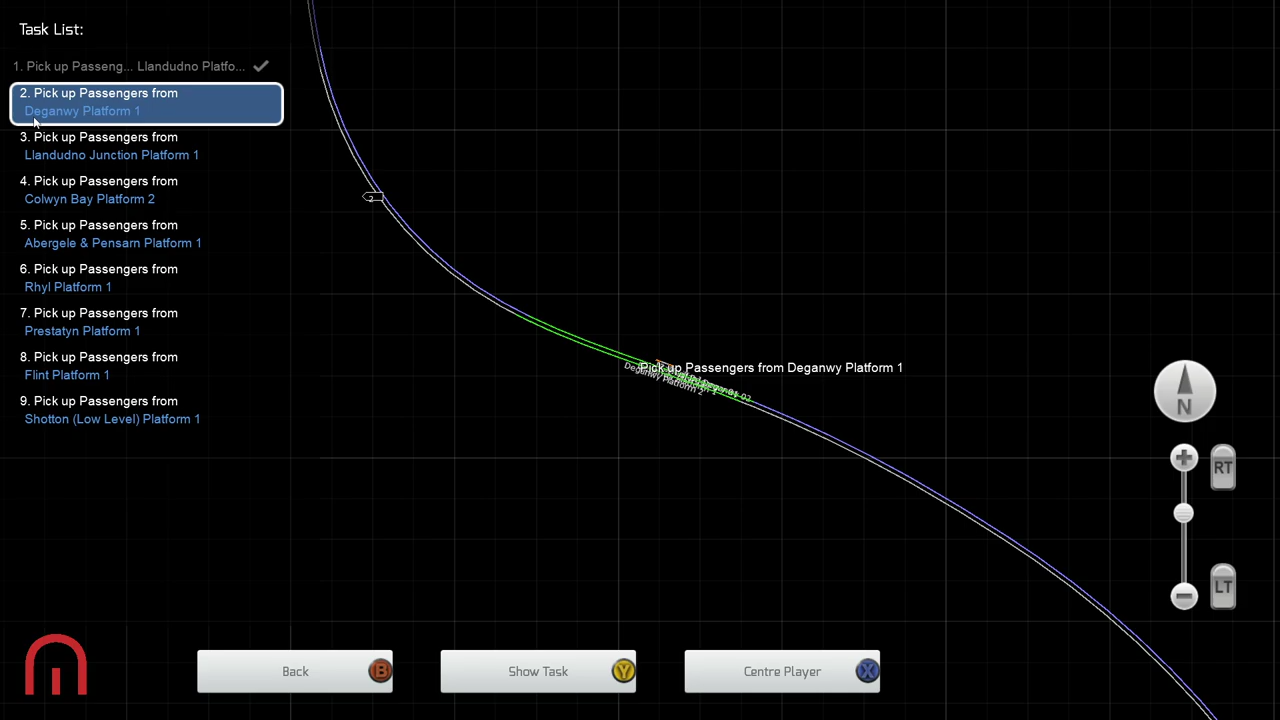 Task List:
1. Pick up Passeng... Llandudno Platfo...
2. Pick up Passengers from
Deganwy Platform 1
3. Pick up Passengers from
Llandudno Junction Platform 1
4. Pick up Passengers from
Colwyn Bay Platform 2
5. Pick up Passengers from
Abergele & Pensarn Platform 1
6. Pick up Passengers from
Rhyl Platform 1
7. Pick up Passengers from
Prestatyn Platform 1
8. Pick up Passengers from
Flint Platform 1
9. Pick up Passengers from
Shotton (Low Level) Platform 1
2
Pick up Passengers from Deganwy Platform 1
Deganwy Platform 2
N
RT
LT
Back B
Show Task Y
Centre Player X